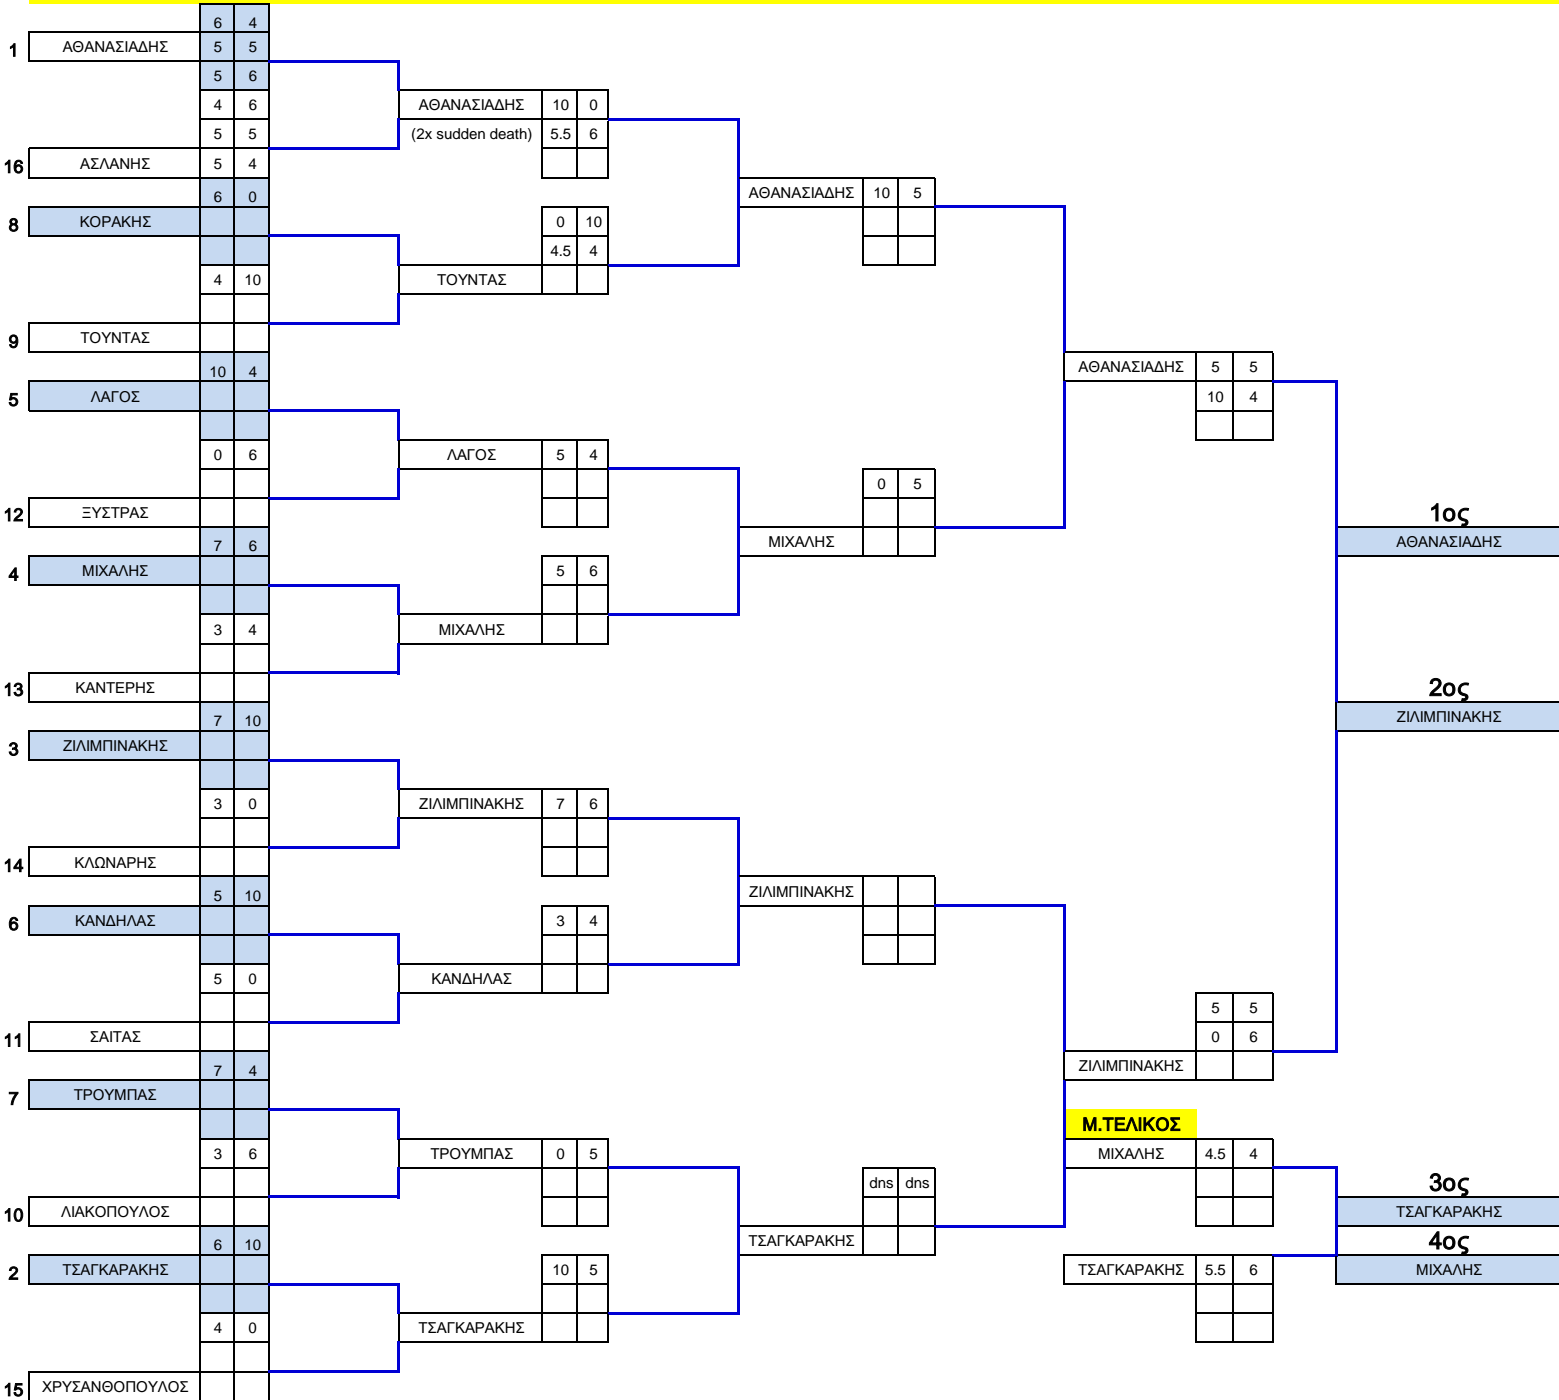 6 4
1 ΑΘΑΝΑΣΙΑΔΗΣ 5 5
5 6
4 6 ΑΘΑΝΑΣΙΑΔΗΣ 10 0
5 5 (2x sudden death) 5.5 6
16 ΑΣΛΑΝΗΣ 5 4
6 0 ΑΘΑΝΑΣΙΑΔΗΣ 10 5
8 ΚΟΡΑΚΗΣ 0 10
4.5 4
4 10 ΤΟΥΝΤΑΣ
9 ΤΟΥΝΤΑΣ
10 4 ΑΘΑΝΑΣΙΑΔΗΣ 5 5
5 ΛΑΓΟΣ 10 4
0 6 ΛΑΓΟΣ 5 4
0 5
12 ΞΥΣΤΡΑΣ 1ος
7 6 ΜΙΧΑΛΗΣ ΑΘΑΝΑΣΙΑΔΗΣ
4 ΜΙΧΑΛΗΣ 5 6
3 4 ΜΙΧΑΛΗΣ
13 ΚΑΝΤΕΡΗΣ 2ος
7 10 ΖΙΛΙΜΠΙΝΑΚΗΣ
3 ΖΙΛΙΜΠΙΝΑΚΗΣ
3 0 ΖΙΛΙΜΠΙΝΑΚΗΣ 7 6
14 ΚΛΩΝΑΡΗΣ
5 10 ΖΙΛΙΜΠΙΝΑΚΗΣ
6 ΚΑΝΔΗΛΑΣ 3 4
5 0 ΚΑΝΔΗΛΑΣ
5 5
11 ΣΑΙΤΑΣ 0 6
7 4 ΖΙΛΙΜΠΙΝΑΚΗΣ
7 ΤΡΟΥΜΠΑΣ
Μ.ΤΕΛΙΚΟΣ
3 6 ΤΡΟΥΜΠΑΣ 0 5 ΜΙΧΑΛΗΣ 4.5 4
dns dns 3ος
10 ΛΙΑΚΟΠΟΥΛΟΣ ΤΣΑΓΚΑΡΑΚΗΣ
6 10 ΤΣΑΓΚΑΡΑΚΗΣ 4ος
2 ΤΣΑΓΚΑΡΑΚΗΣ 10 5 ΤΣΑΓΚΑΡΑΚΗΣ 5.5 6 ΜΙΧΑΛΗΣ
4 0 ΤΣΑΓΚΑΡΑΚΗΣ
15 ΧΡΥΣΑΝΘΟΠΟΥΛΟΣ